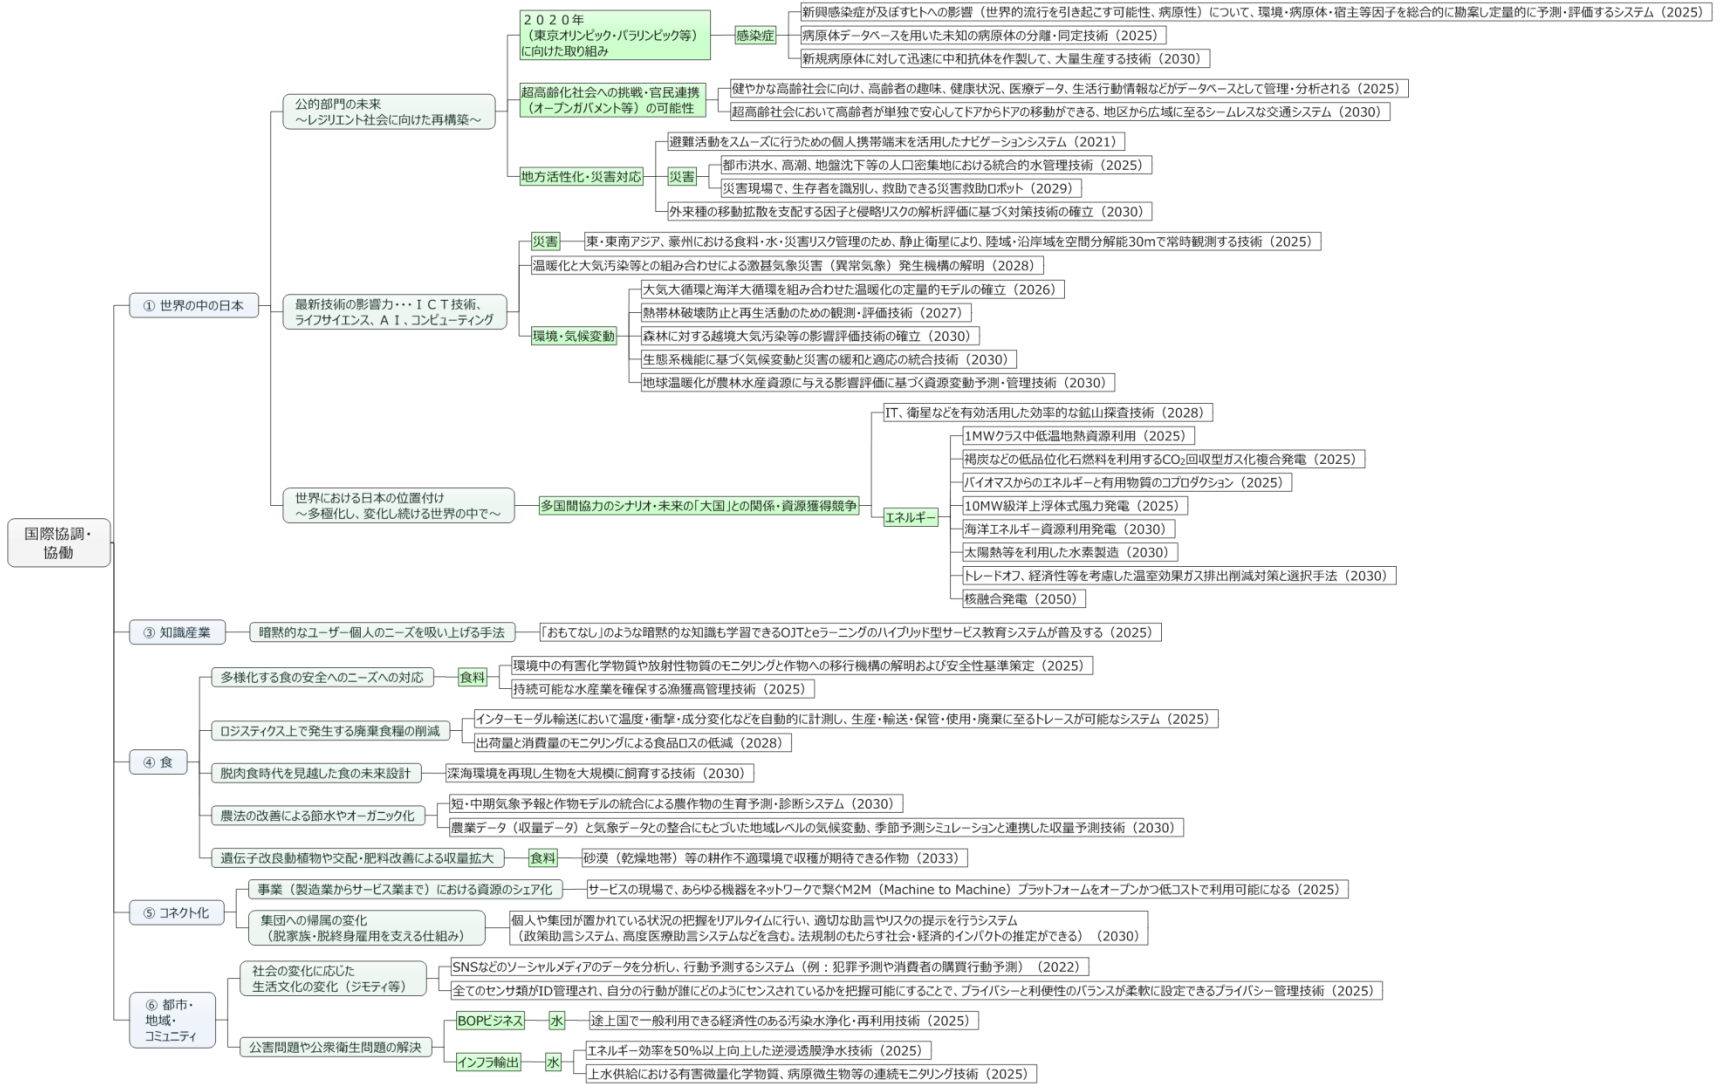 国際協調・
協働
① 世界の中の日本
公的部門の未来
～レジリエント社会に向けた再構築～
２０２０年
（東京オリンピック・パラリンピック等）
に向けた取り組み
感染症
新興感染症が及ぼすヒトへの影響（世界的流行を引き起こす可能性、病原性）について、環境・病原体・宿主等因子を総合的に勘案し定量的に予測・評価するシステム（2025）
病原体データベースを用いた未知の病原体の分離・同定技術（2025）
新規病原体に対して迅速に中和抗体を作製して、大量生産する技術（2030）
超高齢化社会への挑戦・官民連携
（オープンガバメント等）の可能性
健やかな高齢社会に向け、高齢者の趣味、健康状況、医療データ、生活行動情報などがデータベースとして管理・分析される（2025）
超高齢社会において高齢者が単独で安心してドアからドアの移動ができる、地区から広域に至るシームレスな交通システム（2030）
地方活性化・災害対応
避難活動をスムーズに行うための個人携帯端末を活用したナビゲーションシステム（2021）
災害
都市洪水、高潮、地盤沈下等の人口密集地における統合的水管理技術（2025）
災害現場で、生存者を識別し、救助できる災害救助ロボット（2029）
外来種の移動拡散を支配する因子と侵略リスクの解析評価に基づく対策技術の確立（2030）
最新技術の影響力・・・ＩＣＴ技術、
ライフサイエンス、ＡＩ、コンピューティング
災害
東・東南アジア、豪州における食料・水・災害リスク管理のため、静止衛星により、陸域・沿岸域を空間分解能30mで常時観測する技術（2025）
温暖化と大気汚染等との組み合わせによる激甚気象災害（異常気象）発生機構の解明（2028）
環境・気候変動
大気大循環と海洋大循環を組み合わせた温暖化の定量的モデルの確立（2026）
熱帯林破壊防止と再生活動のための観測・評価技術（2027）
森林に対する越境大気汚染等の影響評価技術の確立（2030）
生態系機能に基づく気候変動と災害の緩和と適応の統合技術（2030）
地球温暖化が農林水産資源に与える影響評価に基づく資源変動予測・管理技術（2030）
世界における日本の位置付け
～多極化し、変化し続ける世界の中で～
多国間協力のシナリオ・未来の「大国」との関係・資源獲得競争
IT、衛星などを有効活用した効率的な鉱山探査技術（2028）
エネルギー
1MWクラス中低温地熱資源利用（2025）
褐炭などの低品位化石燃料を利用するCO₂回収型ガス化複合発電（2025）
バイオマスからのエネルギーと有用物質のコプロダクション（2025）
10MW級洋上浮体式風力発電（2025）
海洋エネルギー資源利用発電（2030）
太陽熱等を利用した水素製造（2030）
トレードオフ、経済性等を考慮した温室効果ガス排出削減対策と選択手法（2030）
核融合発電（2050）
③ 知識産業
暗黙的なユーザー個人のニーズを吸い上げる手法
「おもてなし」のような暗黙的な知識も学習できるOJTとeラーニングのハイブリッド型サービス教育システムが普及する（2025）
④ 食
多様化する食の安全へのニーズへの対応
食料
環境中の有害化学物質や放射性物質のモニタリングと作物への移行機構の解明および安全性基準策定（2025）
持続可能な水産業を確保する漁獲高管理技術（2025）
ロジスティクス上で発生する廃棄食糧の削減
インターモーダル輸送において温度・衝撃・成分変化などを自動的に計測し、生産・輸送・保管・使用・廃棄に至るトレースが可能なシステム（2025）
出荷量と消費量のモニタリングによる食品ロスの低減（2028）
脱肉食時代を見越した食の未来設計
深海環境を再現し生物を大規模に飼育する技術（2030）
農法の改善による節水やオーガニック化
短・中期気象予報と作物モデルの統合による農作物の生育予測・診断システム（2030）
農業データ（収量データ）と気象データとの整合にもとづいた地域レベルの気候変動、季節予測シミュレーションと連携した収量予測技術（2030）
遺伝子改良動植物や交配・肥料改善による収量拡大
食料
砂漠（乾燥地帯）等の耕作不適環境で収穫が期待できる作物（2033）
⑤ コネクト化
事業（製造業からサービス業まで）における資源のシェア化
サービスの現場で、あらゆる機器をネットワークで繋ぐM2M（Machine to Machine）プラットフォームをオープンかつ低コストで利用可能になる（2025）
集団への帰属の変化
（脱家族・脱終身雇用を支える仕組み）
個人や集団が置かれている状況の把握をリアルタイムに行い、適切な助言やリスクの提示を行うシステム
（政策助言システム、高度医療助言システムなどを含む。法規制のもたらす社会・経済的インパクトの推定ができる）（2030）
⑥ 都市・
地域・
コミュニティ
社会の変化に応じた
生活文化の変化（ジモティ等）
SNSなどのソーシャルメディアのデータを分析し、行動予測するシステム（例：犯罪予測や消費者の購買行動予測）（2022）
全てのセンサ類がID管理され、自分の行動が誰にどのようにセンスされているかを把握可能にすることで、プライバシーと利便性のバランスが柔軟に設定できるプライバシー管理技術（2025）
公害問題や公衆衛生問題の解決
BOPビジネス
水
途上国で一般利用できる経済性のある汚染水浄化・再利用技術（2025）
インフラ輸出
水
エネルギー効率を50%以上向上した逆浸透膜浄水技術（2025）
上水供給における有害微量化学物質、病原微生物等の連続モニタリング技術（2025）